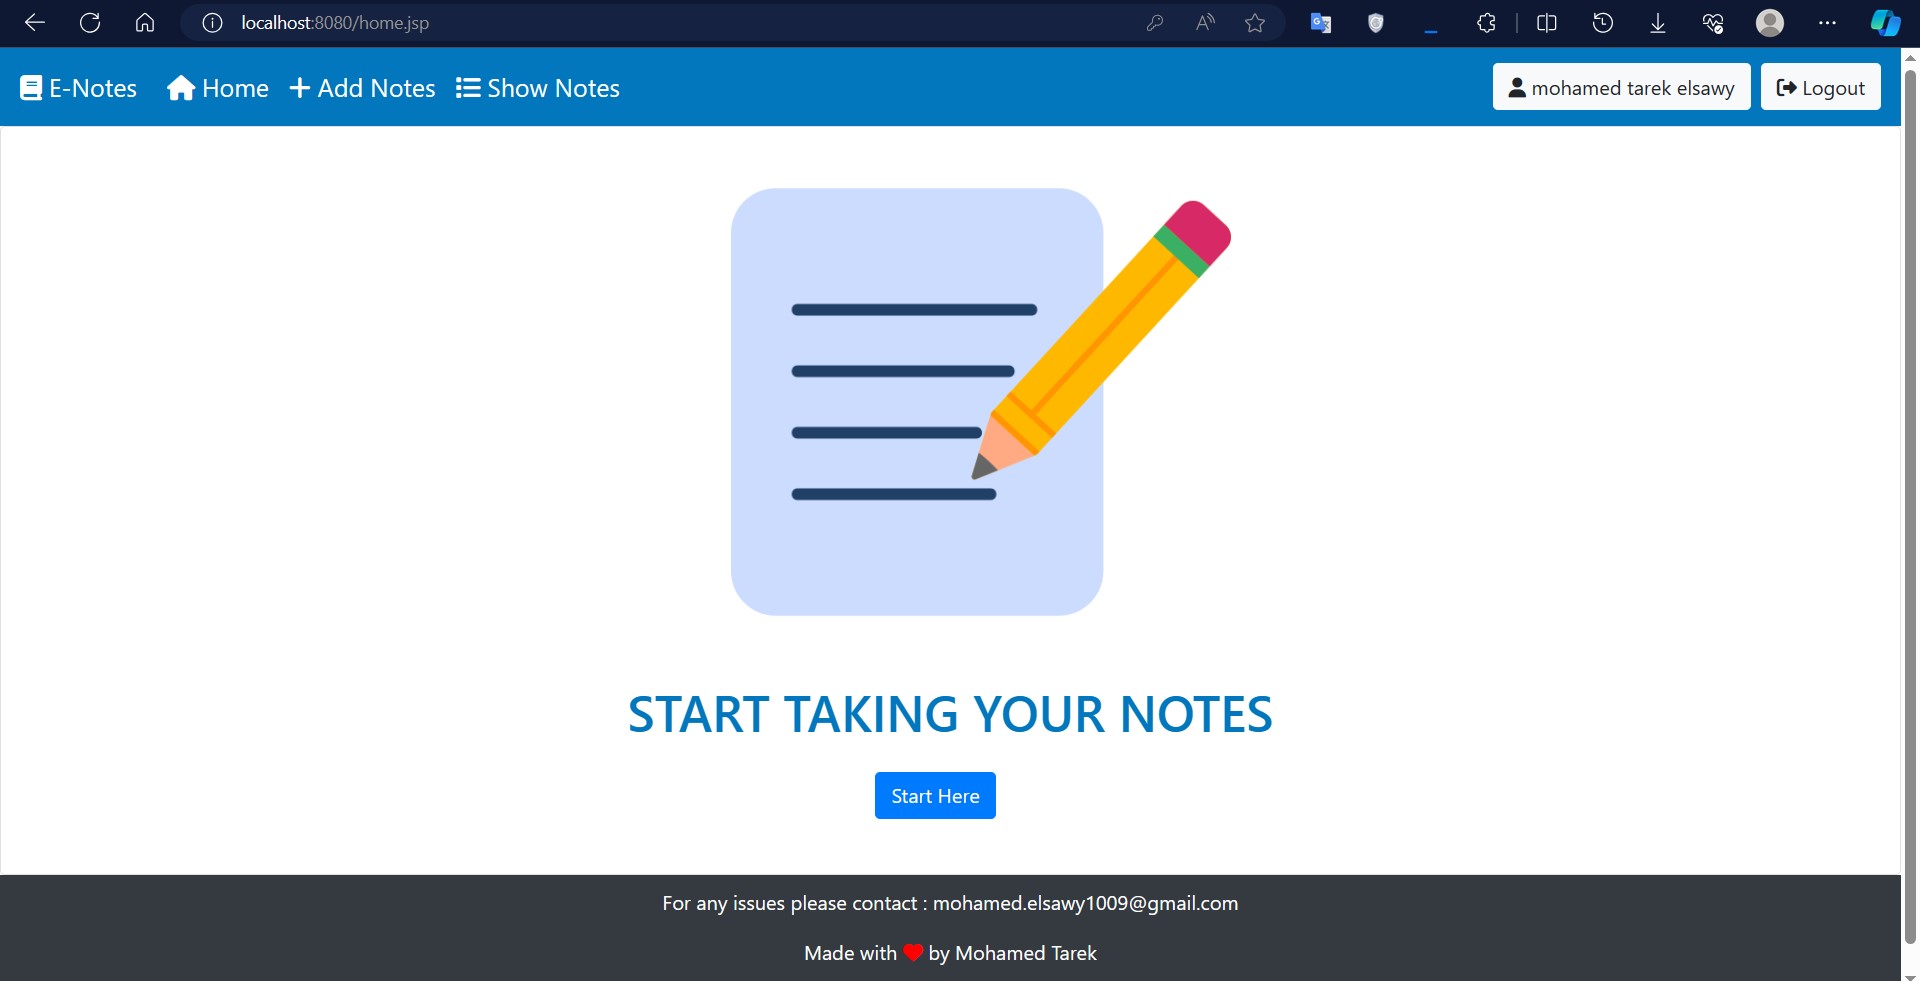 localhost:8080/home.jsp
E-Notes Home Add Notes Show Notes mohamed tarek elsawy Logout
START TAKING YOUR NOTES
Start Here
For any issues please contact : mohamed.elsawy1009@gmail.com
Made with ❤ by Mohamed Tarek